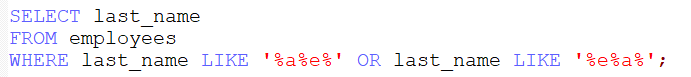 SELECT last_name
FROM employees
WHERE last_name LIKE '%a%e%' OR last_name LIKE '%e%a%';